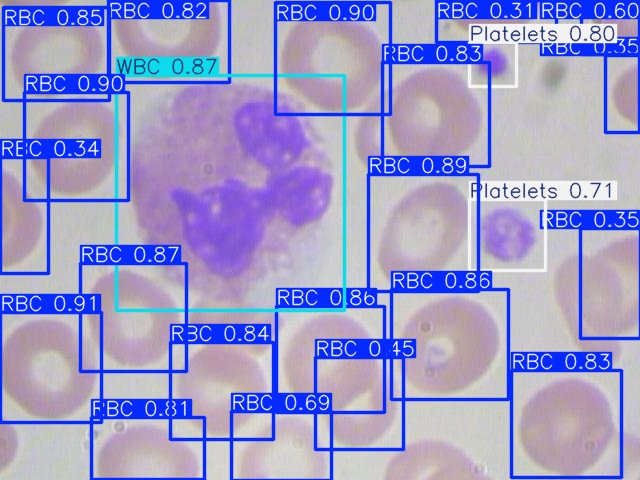 RBC 0.85
RBC 0.82
RBC 0.90
RBC 0.31
RBC 0.60
Platelets 0.80
RBC 0.35
RBC 0.83
WBC 0.87
RBC 0.90
RBC 0.34
RBC 0.89
Platelets 0.71
RBC 0.35
RBC 0.87
RBC 0.86
RBC 0.86
RBC 0.91
RBC 0.84
RBC 0.45
RBC 0.83
RBC 0.81
RBC 0.69